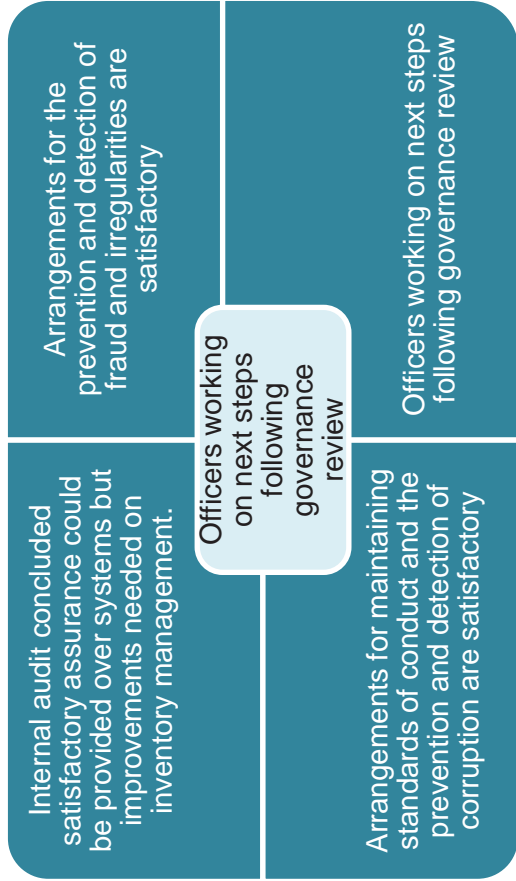 Internal audit concluded
satisfactory assurance could
be provided over systems but
improvements needed on
inventory management.
Arrangements for the
prevention and detection of
fraud and irregularities are
satisfactory
Officers working
on next steps
following
governance
review
Arrangements for maintaining
standards of conduct and the
prevention and detection of
corruption are satisfactory
Officers working on next steps
following governance review